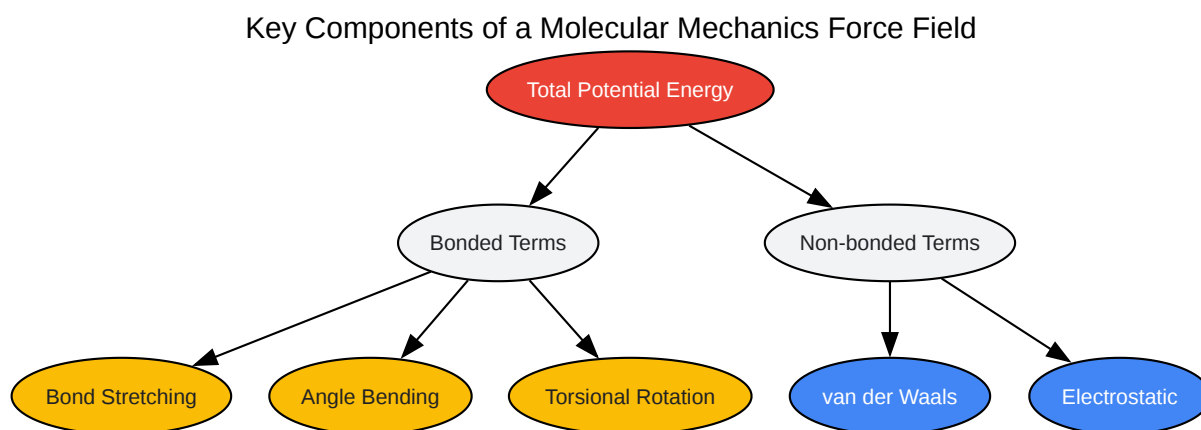 Key Components of a Molecular Mechanics Force Field
Total Potential Energy
Bonded Terms
Non-bonded Terms
Bond Stretching
Angle Bending
Torsional Rotation
van der Waals
Electrostatic